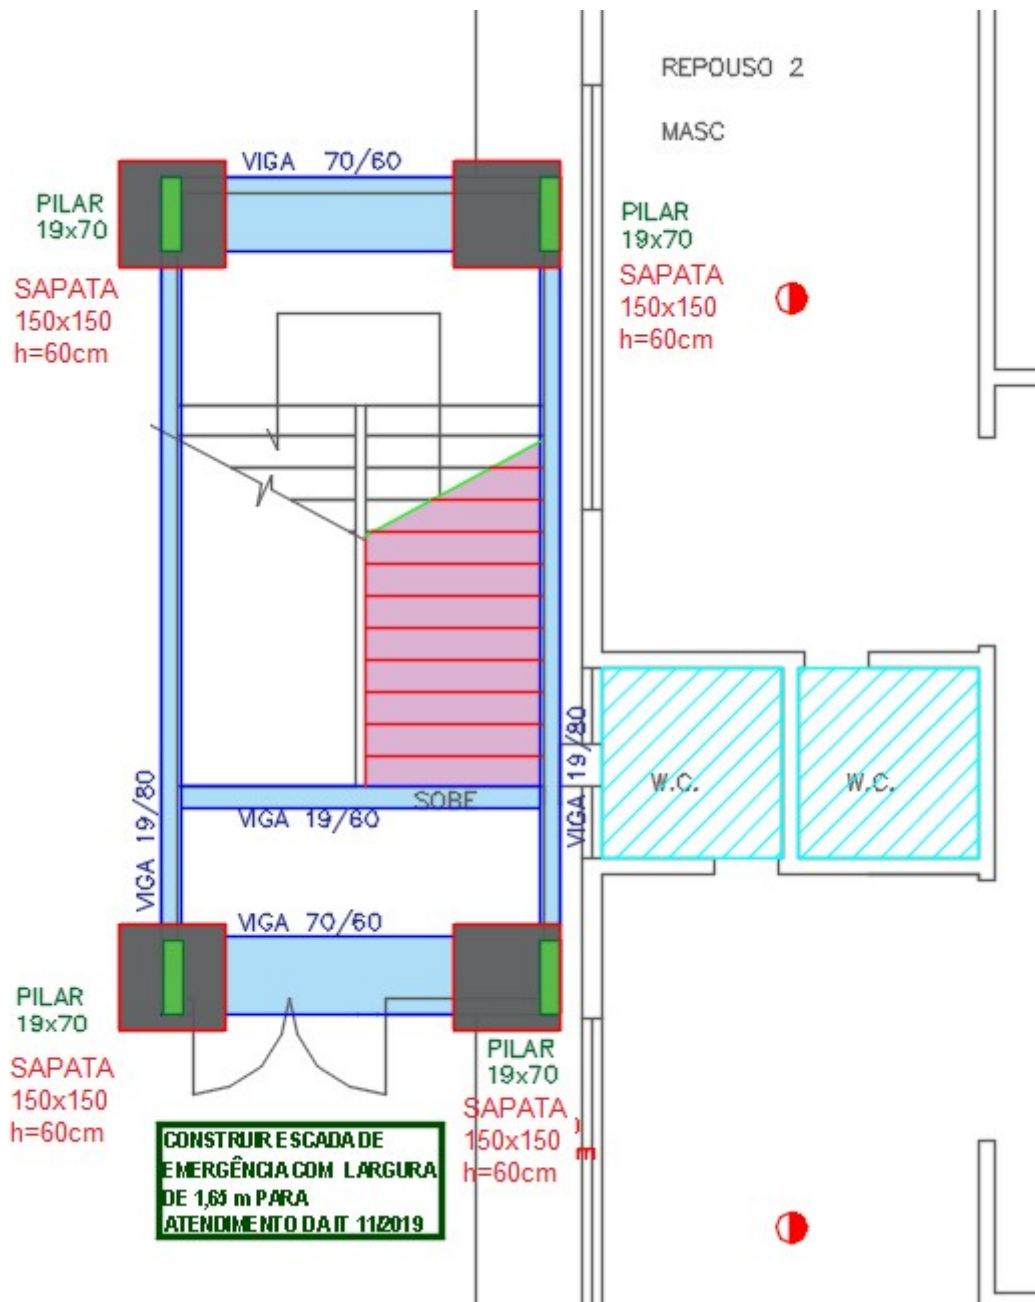 REPOUSO 2
MASC
VIGA 70/60
PILAR
19x70
SAPATA
150x150
h=60cm
PILAR
19x70
SAPATA
150x150
h=60cm
VIGA 19/80
W.C.
W.C.
SOBE
VIGA 19/60
VIGA 19/80
VIGA 70/60
PILAR
19x70
SAPATA
150x150
h=60cm
PILAR
19x70
SAPATA
150x150
h=60cm
CONSTRUIR ESCADA DE
EMERGÊNCIA COM LARGURA
DE 1,65 m PARA
ATENDIMENTO DA IT 11/2019